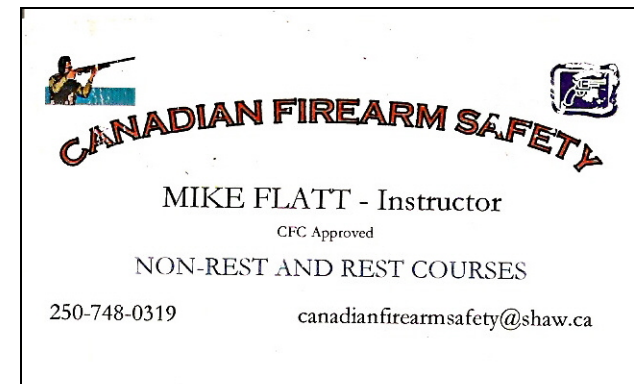 CANADIAN FIREARM SAFETY
MIKE FLATT - Instructor
CFC Approved
NON-REST AND REST COURSES
250-748-0319 canadianfirearmsafety@shaw.ca